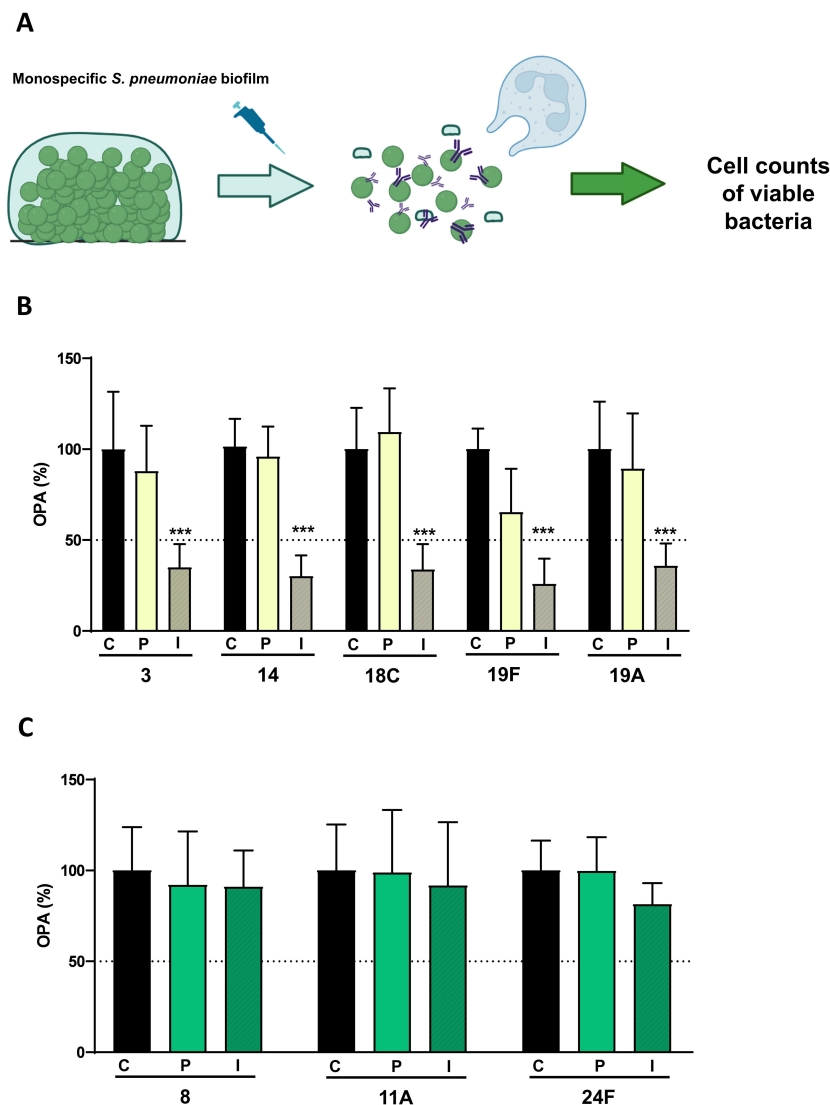 A
Monospecific S. pneumoniae biofilm
Cell counts
of viable
bacteria
B
150
100
50
0
OPA (%)
*** *** *** *** ***
C P I C P I C P I C P I C P I
3 14 18C 19F 19A
C
150
100
50
0
OPA (%)
C P I C P I C P I
8 11A 24F